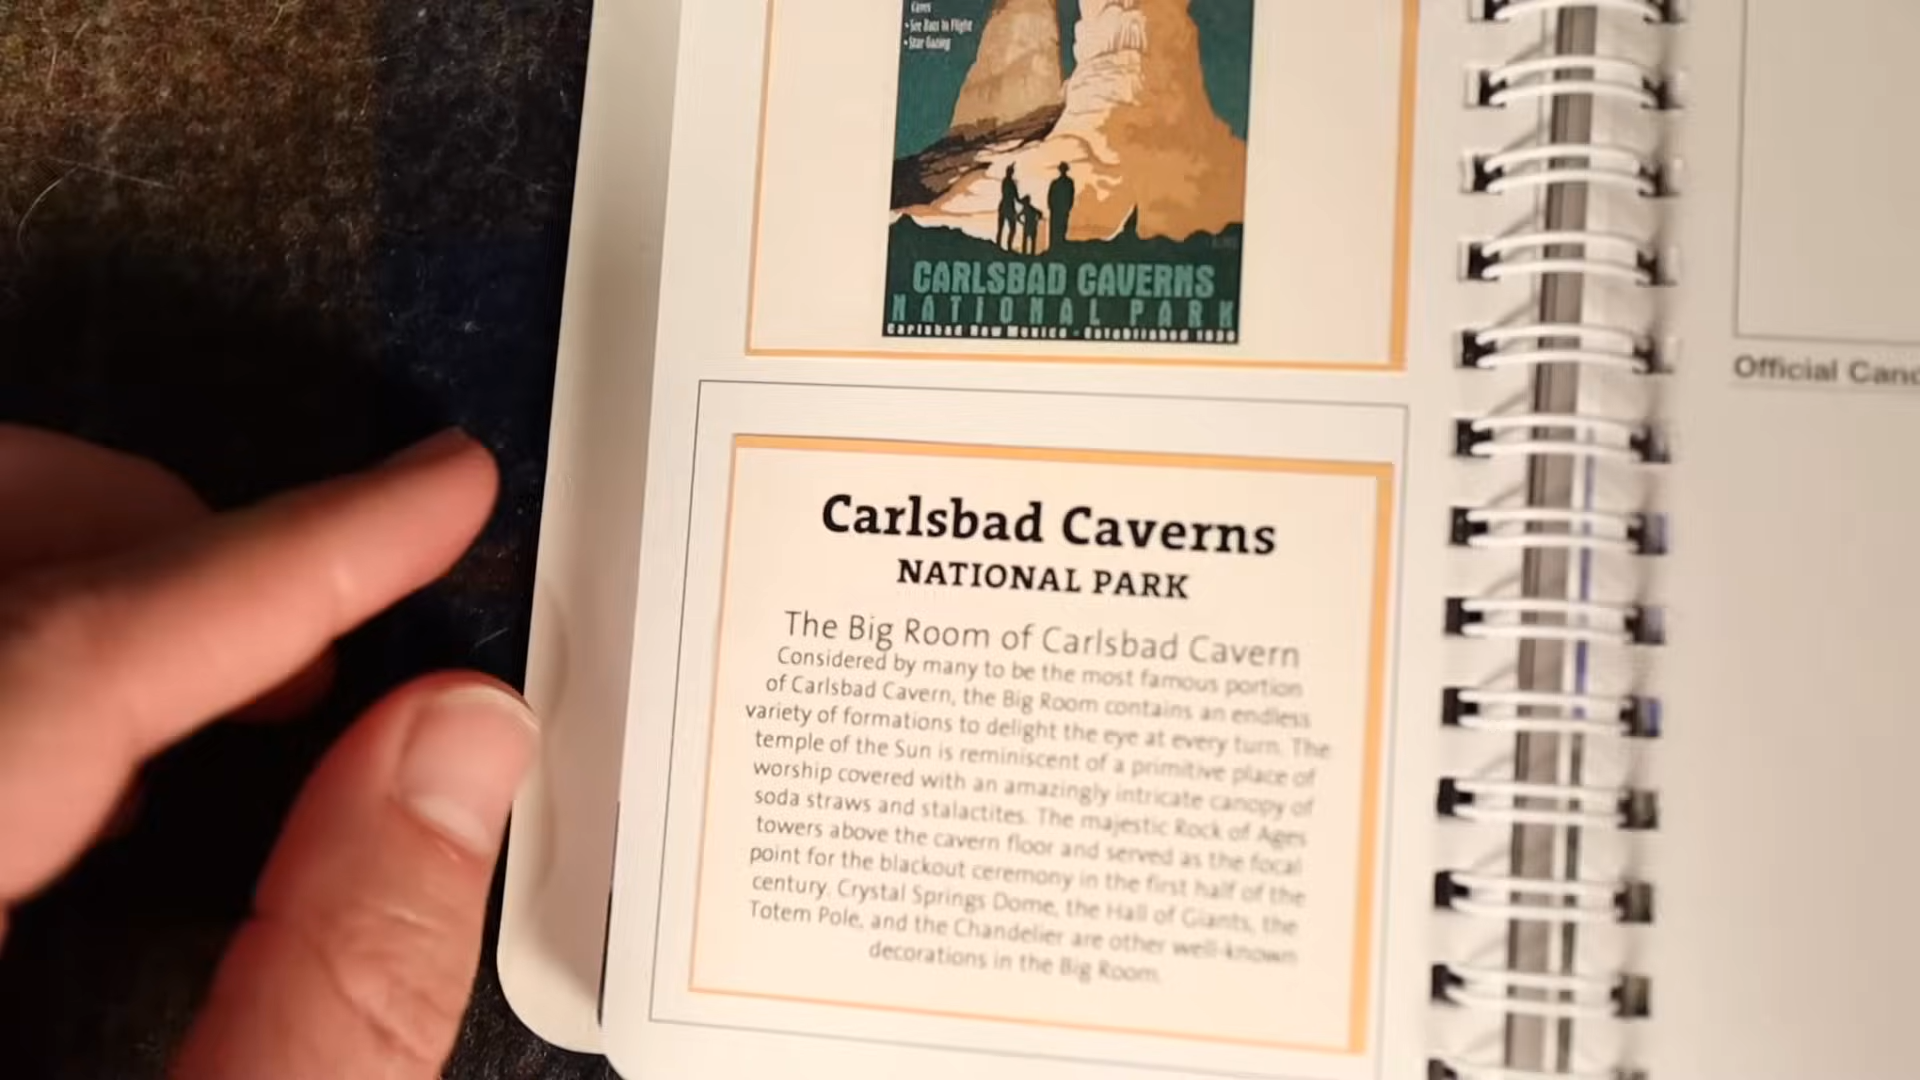 Caves
• See Bats In Flight
• Star Gazing
CARLSBAD CAVERNS
NATIONAL PARK
Carlsbad New Mexico - Established 1930
Official
Carlsbad Caverns
NATIONAL PARK
The Big Room of Carlsbad Cavern
Considered by many to be the most famous portion
of Carlsbad Cavern, the Big Room contains an endless
variety of formations to delight the eye at every turn. The
temple of the Sun is reminiscent of a primitive place of
worship covered with an amazingly intricate canopy of
soda straws and stalactites. The majestic Rock of Ages
towers above the cavern floor and served as the focal
point for the blackout ceremony in the first half of the
century. Crystal Springs Dome, the Hall of Giants, the
Totem Pole, and the Chandelier are other well-known
decorations in the Big Room.